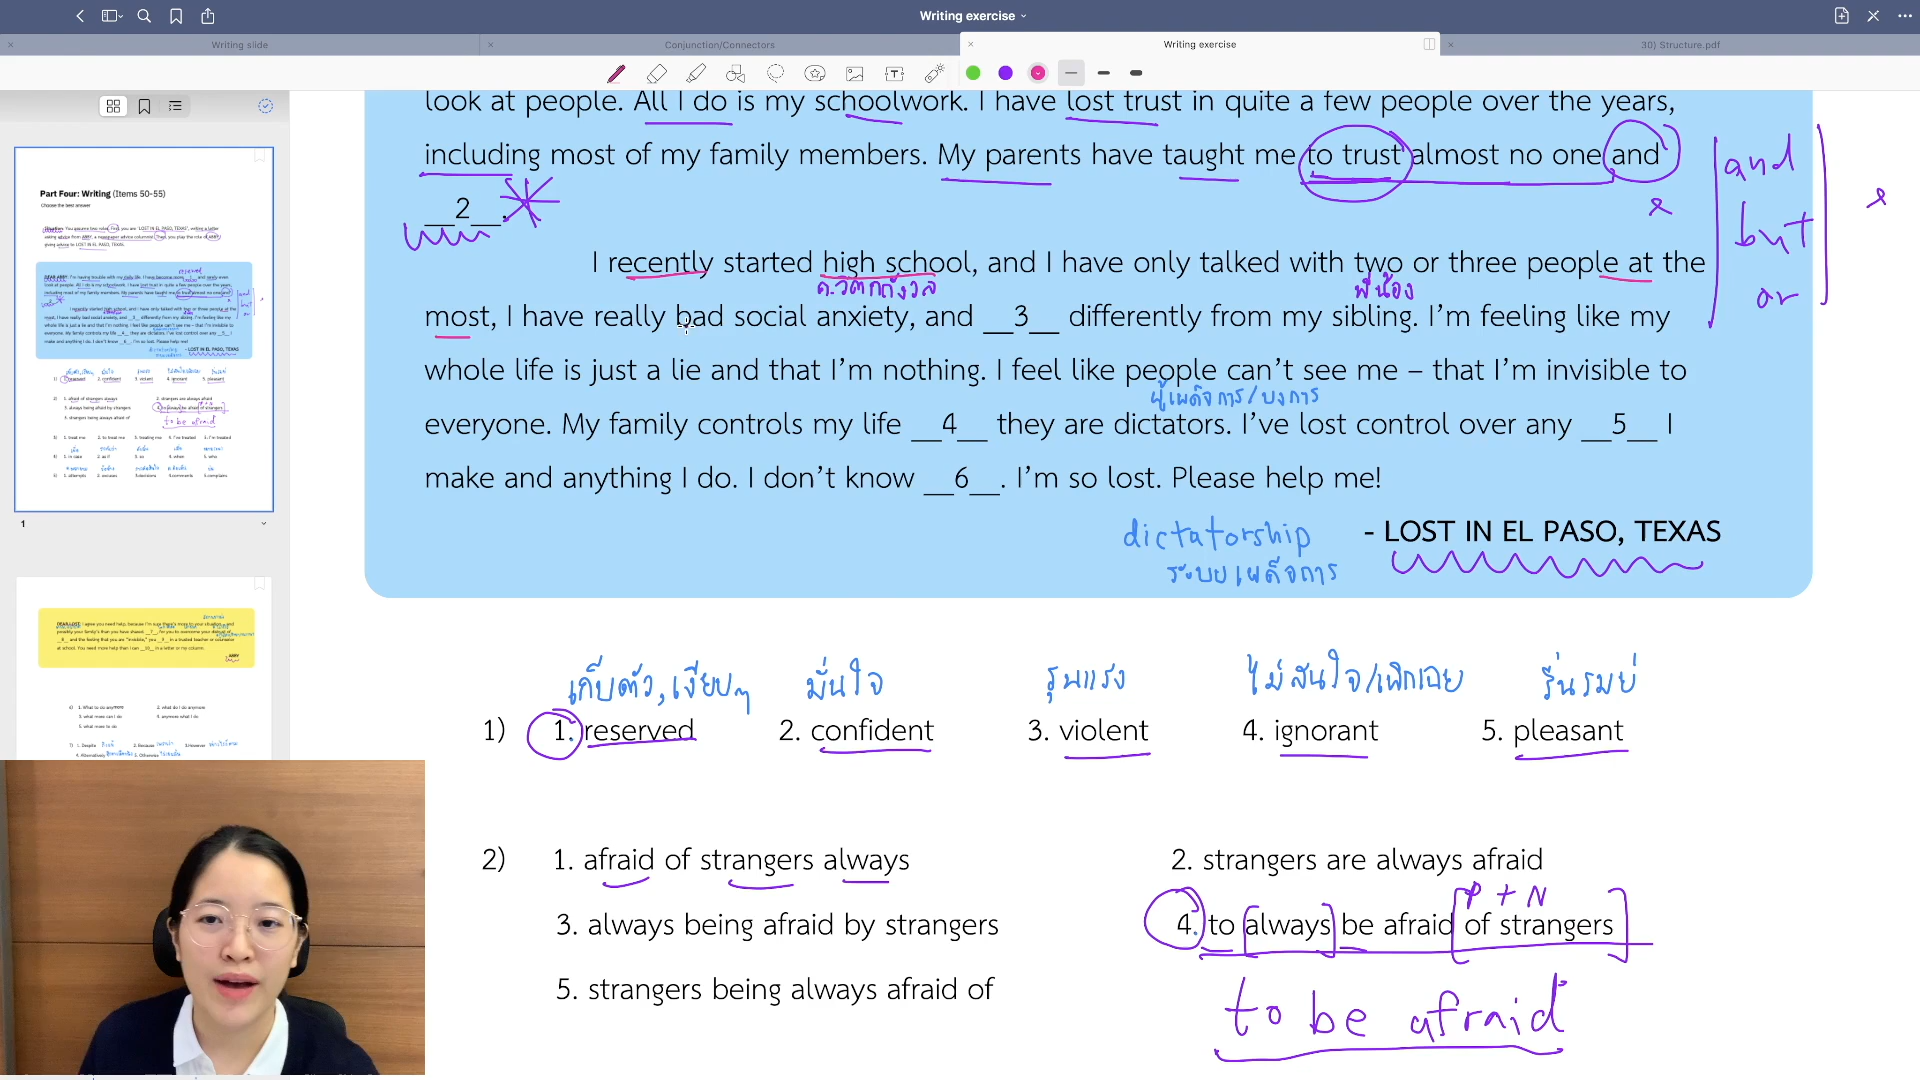 Writing exercise
Writing slide
Conjunction/Connectors
Writing exercise
30) Structure.pdf
look at people. All I do is my schoolwork. I have lost trust in quite a few people over the years,
including most of my family members. My parents have taught me to trust almost no one and
__2__.
and
but
or
I recently started high school, and I have only talked with two or three people at the
ค.วิตกกังวล
พี่น้อง
most, I have really bad social anxiety, and __3__ differently from my sibling. I'm feeling like my
whole life is just a lie and that I'm nothing. I feel like people can't see me – that I'm invisible to
ผู้เผด็จการ/บงการ
everyone. My family controls my life __4__ they are dictators. I've lost control over any __5__ I
make and anything I do. I don't know __6__. I'm so lost. Please help me!
dictatorship
- LOST IN EL PASO, TEXAS
ระบบเผด็จการ
เก็บตัว, เงียบๆ
มั่นใจ
รุนแรง
ไม่สนใจ/เพิกเฉย
รื่นรมย์
1) 1. reserved 2. confident 3. violent 4. ignorant 5. pleasant
2) 1. afraid of strangers always 2. strangers are always afraid
P + N
3. always being afraid by strangers 4. to always be afraid of strangers
5. strangers being always afraid of
to be afraid
Part Four: Writing (Items 50-55)
Choose the best answer
1